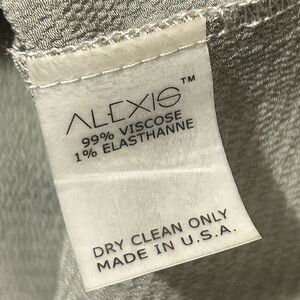 ALEXIS™
99% VISCOSE
1% ELASTHANNE
DRY CLEAN ONLY
MADE IN U.S.A.